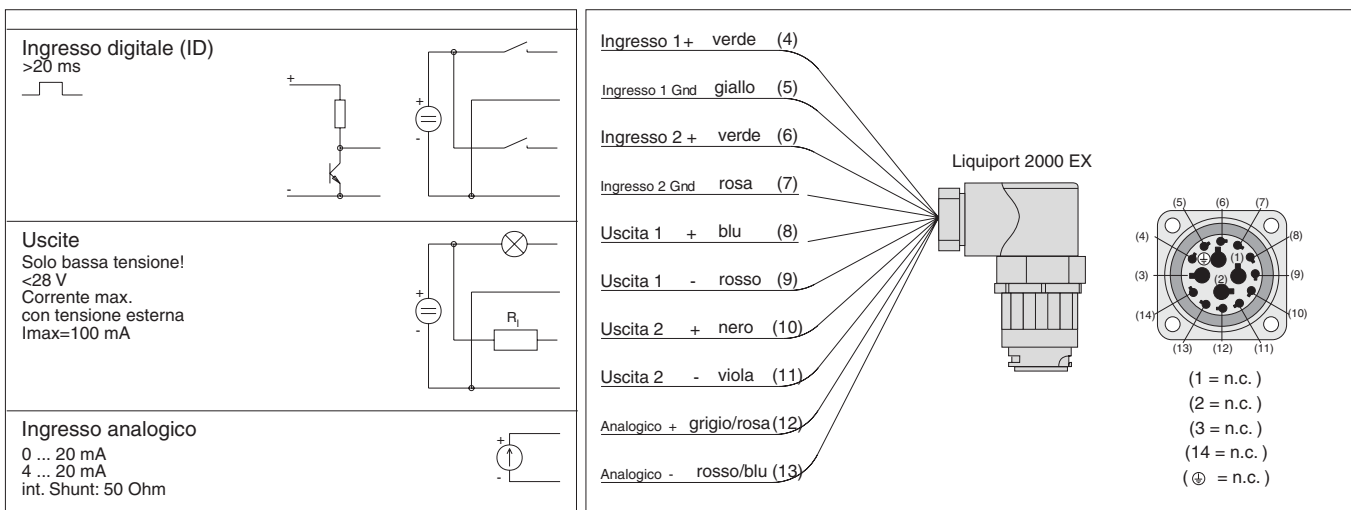 Ingresso digitale (ID)
>20 ms
+
-
+
-
Uscite
Solo bassa tensione!
<28 V
Corrente max.
con tensione esterna
Imax=100 mA
+
-
RI
Ingresso analogico
0 ... 20 mA
4 ... 20 mA
int. Shunt: 50 Ohm
+
-
Ingresso 1+ verde (4)
Ingresso 1 Gnd giallo (5)
Ingresso 2 + verde (6)
Ingresso 2 Gnd rosa (7)
Uscita 1 + blu (8)
Uscita 1 - rosso (9)
Uscita 2 + nero (10)
Uscita 2 - viola (11)
Analogico + grigio/rosa (12)
Analogico - rosso/blu (13)
Liquiport 2000 EX
(5) (6) (7)
(4) (8)
(1)
(3) (2) (9)
(14) (10)
(13) (12) (11)
(1 = n.c. )
(2 = n.c. )
(3 = n.c. )
(14 = n.c. )
( ⏚ = n.c. )